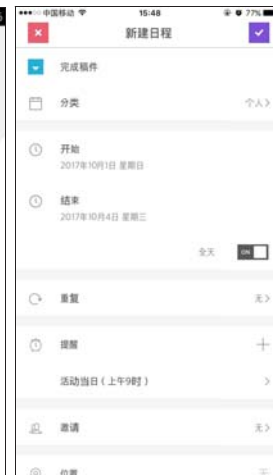 中国移动 15:48 77%
新建日程
完成稿件
分类 个人>
开始
2017年10月1日 星期日
结束
2017年10月4日 星期三
全天 ON
重复 无>
提醒 +
活动当日(上午9时) >
邀请 无>
位置 无